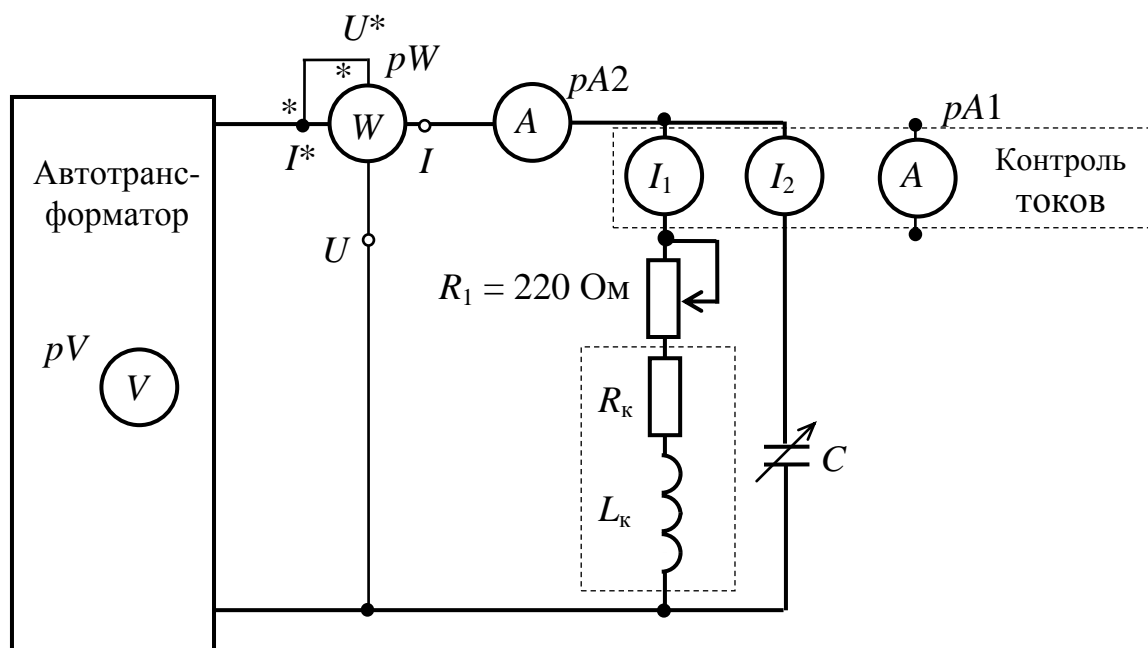 U*
* pW
pA2
pA1
*
W
A
I*
I
I₁
I₂
A
Контроль
токов
Автотранс-
форматор
U
R₁ = 220 Ом
pV
V
Rк
C
Lк